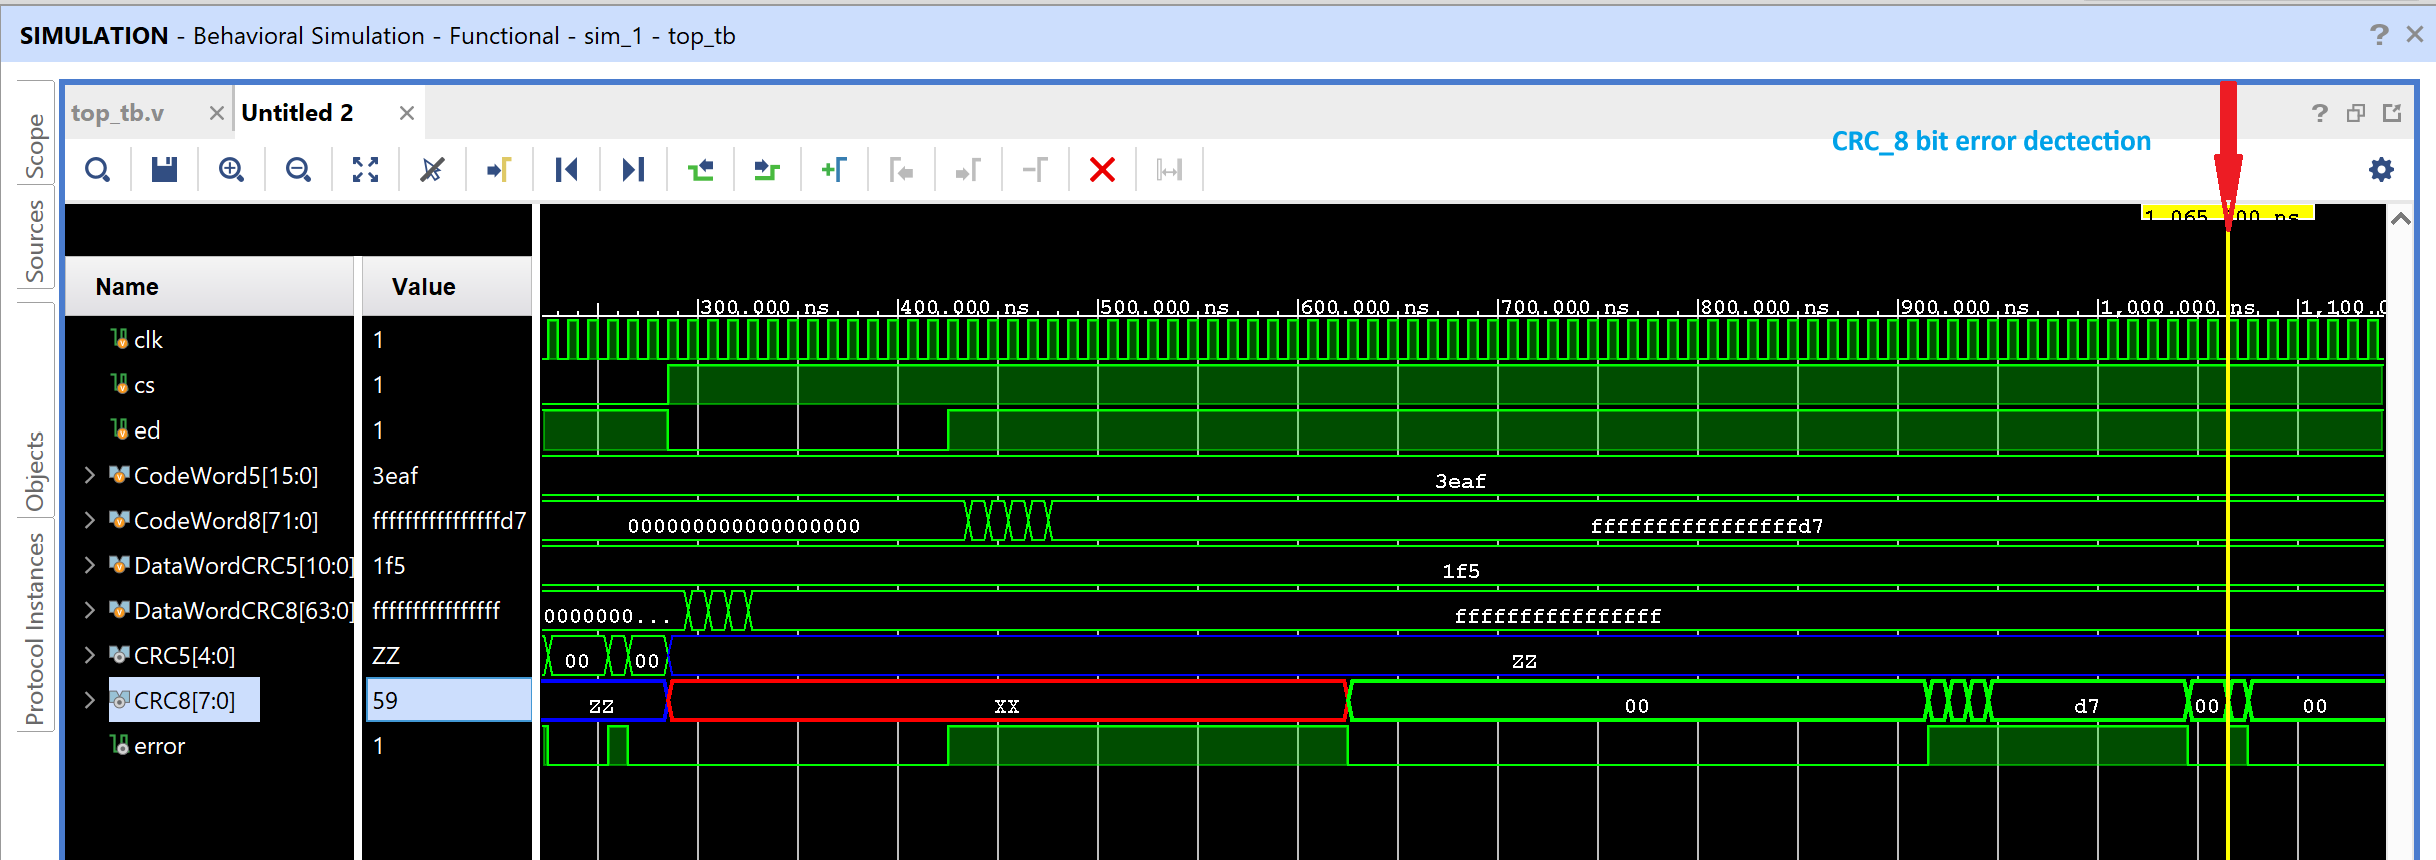 SIMULATION - Behavioral Simulation - Functional - sim_1 - top_tb
? ×
Scope
Sources
Objects
Protocol Instances
top_tb.v × Untitled 2 ×
?
CRC_8 bit error dectection
1,065 00 ns
Name Value
300.000 ns 400.000 ns 500.000 ns 600.000 ns 700.000 ns 800.000 ns 900.000 ns 1,000.000 ns 1,100.0
clk 1
cs 1
ed 1
CodeWord5[15:0] 3eaf 3eaf
CodeWord8[71:0] ffffffffffffffffd7 000000000000000000 ffffffffffffffffd7
DataWordCRC5[10:0] 1f5 1f5
DataWordCRC8[63:0] ffffffffffffffff 0000000... ffffffffffffffff
CRC5[4:0] ZZ 00 00 ZZ
CRC8[7:0] 59 ZZ XX 00 d7 00 00
error 1